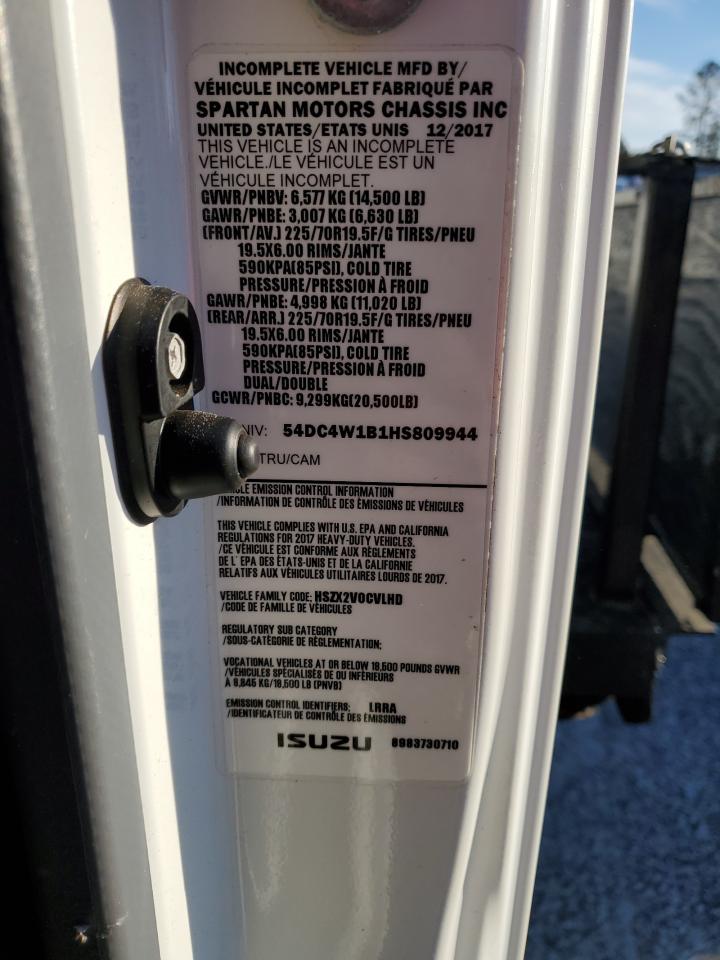 INCOMPLETE VEHICLE MFD BY/
VÉHICULE INCOMPLET FABRIQUÉ PAR
SPARTAN MOTORS CHASSIS INC
UNITED STATES/ETATS UNIS 12/2017
THIS VEHICLE IS AN INCOMPLETE
VEHICLE./LE VÉHICULE EST UN
VÉHICULE INCOMPLET.
GVWR/PNBV: 6,577 KG (14,500 LB)
GAWR/PNBE: 3,007 KG (6,630 LB)
(FRONT/AV.) 225/70R19.5F/G TIRES/PNEU
19.5X6.00 RIMS/JANTE
590KPA(85PSI), COLD TIRE
PRESSURE/PRESSION À FROID
GAWR/PNBE: 4,998 KG (11,020 LB)
(REAR/ARR.) 225/70R19.5F/G TIRES/PNEU
19.5X6.00 RIMS/JANTE
590KPA(85PSI), COLD TIRE
PRESSURE/PRESSION À FROID
DUAL/DOUBLE
GCWR/PNBC: 9,299KG(20,500LB)
NIV: 54DC4W1B1HS809944
TRU/CAM
EMISSION CONTROL INFORMATION
/INFORMATION DE CONTRÔLE DES ÉMISSIONS DE VÉHICULES
THIS VEHICLE COMPLIES WITH U.S. EPA AND CALIFORNIA
REGULATIONS FOR 2017 HEAVY-DUTY VEHICLES.
/CE VÉHICULE EST CONFORME AUX RÈGLEMENTS
DE L' EPA DES ÉTATS-UNIS ET DE LA CALIFORNIE
RELATIFS AUX VÉHICULES UTILITAIRES LOURDS DE 2017.
VEHICLE FAMILY CODE: HSZX2VOCVLHD
/CODE DE FAMILLE DE VÉHICULES
REGULATORY SUB CATEGORY
/SOUS-CATÉGORIE DE RÉGLEMENTATION;
VOCATIONAL VEHICLES AT OR BELOW 19,500 POUNDS GVWR
/VÉHICULES SPÉCIALISÉS DE OU INFÉRIEURS
À 8,845 KG/19,500 LB (PNVB)
EMISSION CONTROL IDENTIFIERS; LRRA
/IDENTIFICATEUR DE CONTRÔLE DES ÉMISSIONS
ISUZU 8983730710